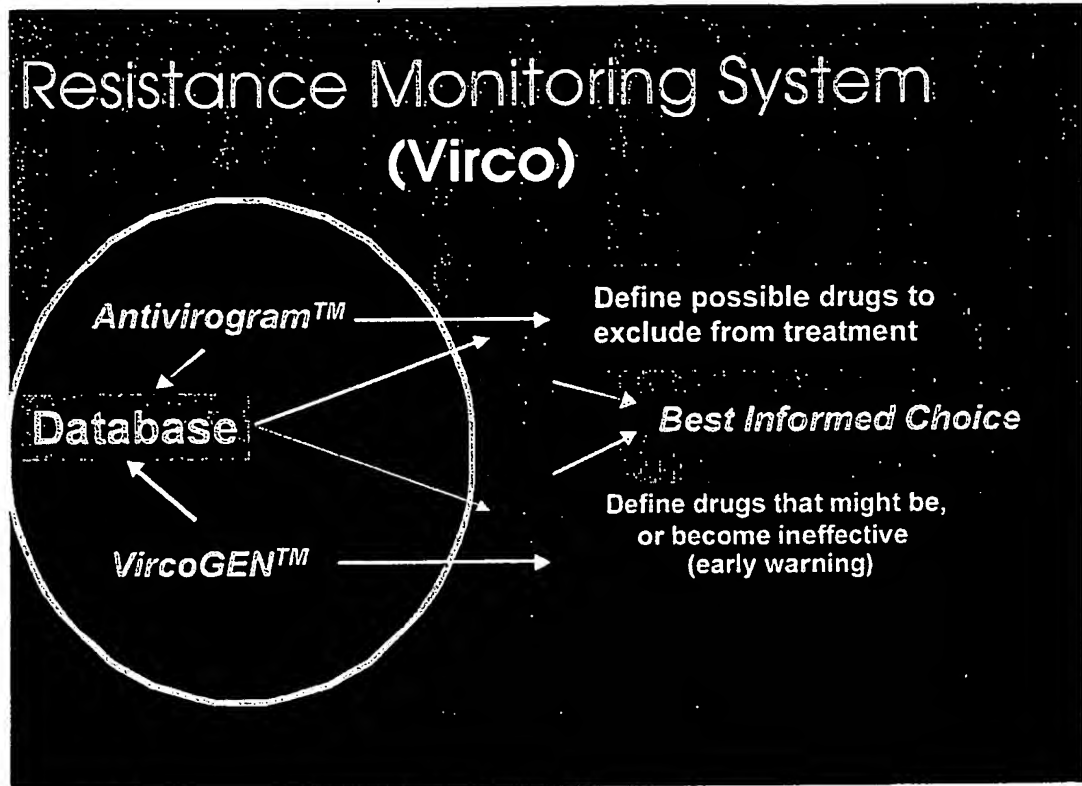 Resistance Monitoring System
(Virco)
Antivirogram™
Define possible drugs to
exclude from treatment
Database
Best Informed Choice
Define drugs that might be,
or become ineffective
(early warning)
VircoGEN™